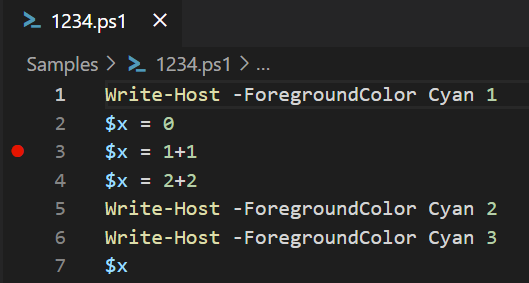 1234.ps1
Samples > 1234.ps1 > ...
1 Write-Host -ForegroundColor Cyan 1
2 $x = 0
3 $x = 1+1
4 $x = 2+2
5 Write-Host -ForegroundColor Cyan 2
6 Write-Host -ForegroundColor Cyan 3
7 $x